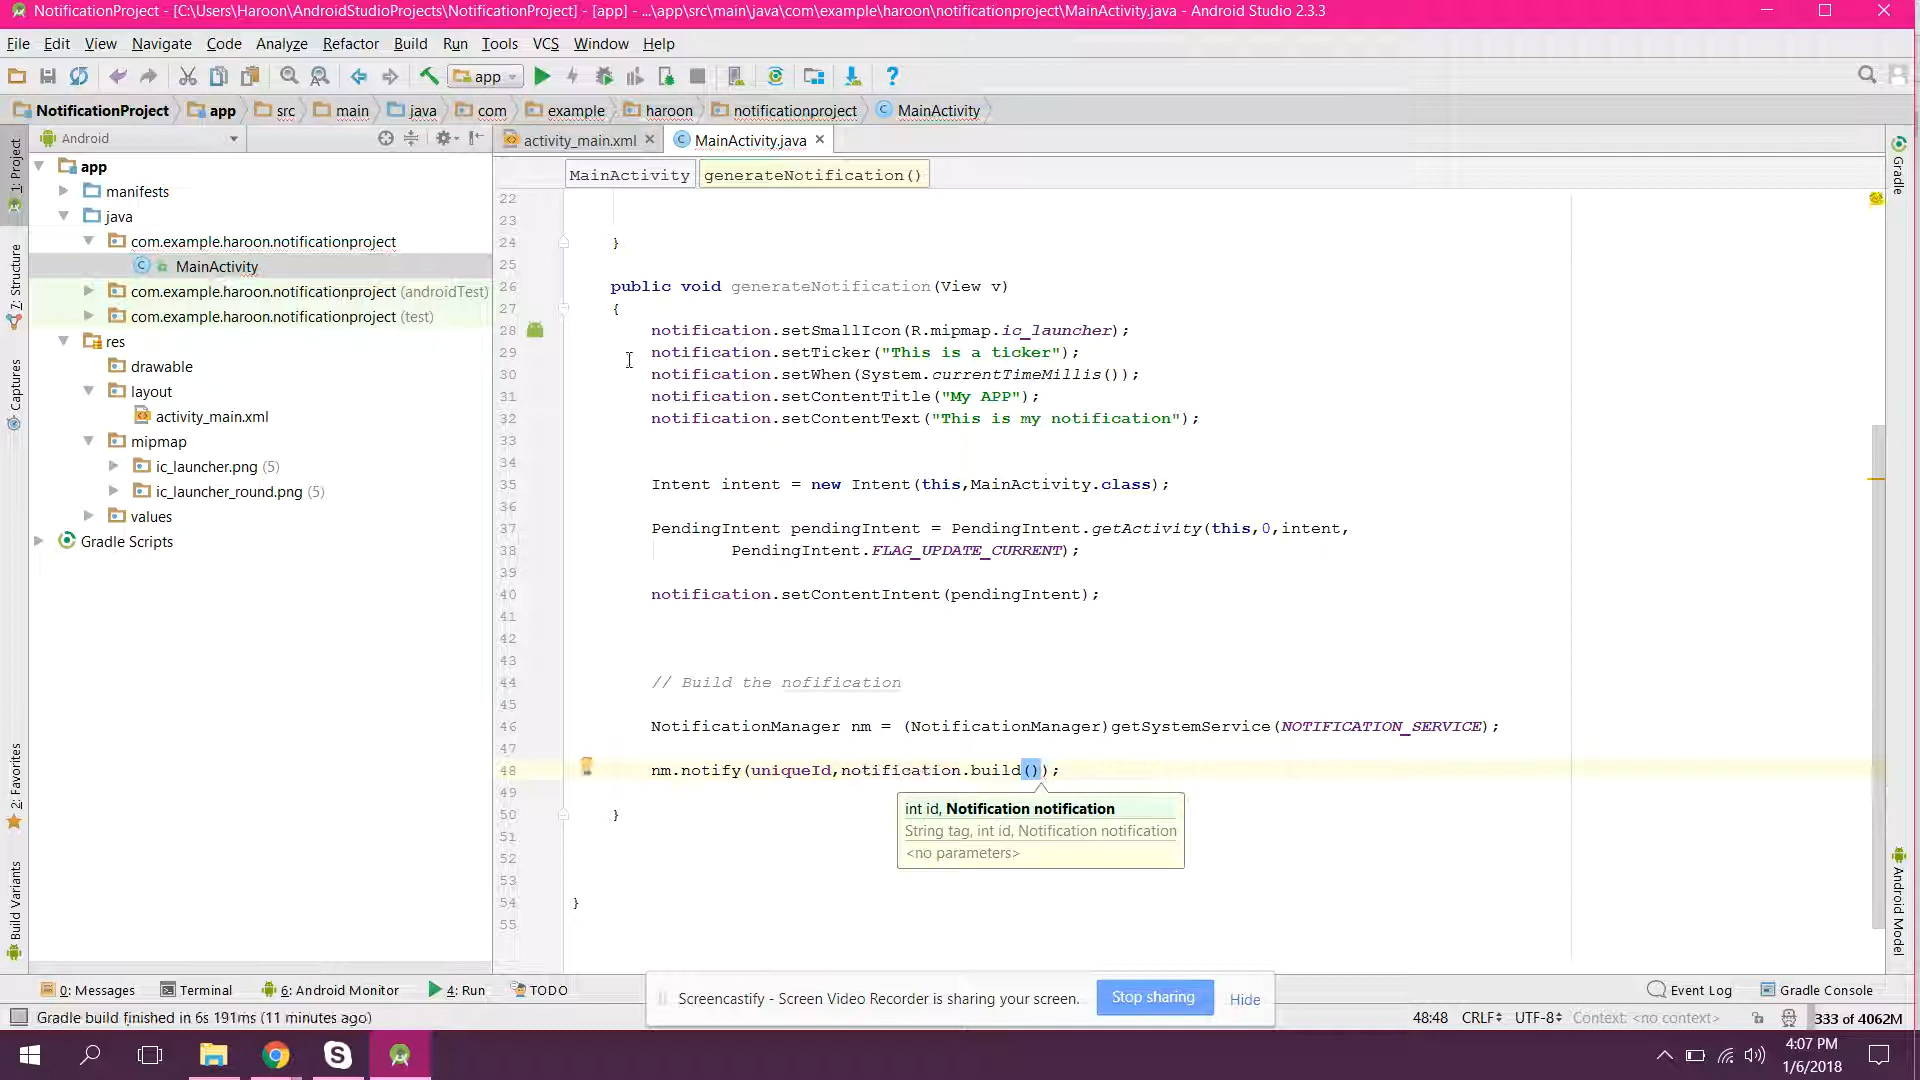 NotificationProject - [C:\Users\Haroon\AndroidStudioProjects\NotificationProject] - [app] - ...\app\src\main\java\com\example\haroon\notificationproject\MainActivity.java - Android Studio 2.3.3
File Edit View Navigate Code Analyze Refactor Build Run Tools VCS Window Help
app
NotificationProject app src main java com example haroon notificationproject MainActivity
Android
activity_main.xml MainActivity.java
MainActivity generateNotification()
1: Project
7: Structure
Captures
2: Favorites
Build Variants
app
manifests
java
com.example.haroon.notificationproject
MainActivity
com.example.haroon.notificationproject (androidTest)
com.example.haroon.notificationproject (test)
res
drawable
layout
activity_main.xml
mipmap
ic_launcher.png (5)
ic_launcher_round.png (5)
values
Gradle Scripts
22
23
24 }
25
26 public void generateNotification(View v)
27 {
28 notification.setSmallIcon(R.mipmap.ic_launcher);
29 notification.setTicker("This is a ticker");
30 notification.setWhen(System.currentTimeMillis());
31 notification.setContentTitle("My APP");
32 notification.setContentText("This is my notification");
33
34
35 Intent intent = new Intent(this,MainActivity.class);
36
37 PendingIntent pendingIntent = PendingIntent.getActivity(this,0,intent,
38 PendingIntent.FLAG_UPDATE_CURRENT);
39
40 notification.setContentIntent(pendingIntent);
41
42
43
44 // Build the nofification
45
46 NotificationManager nm = (NotificationManager)getSystemService(NOTIFICATION_SERVICE);
47
48 nm.notify(uniqueId,notification.build());
49
50 }
51
52
53
54 }
55
int id, Notification notification
String tag, int id, Notification notification
<no parameters>
Gradle
Android Model
0: Messages Terminal 6: Android Monitor 4: Run TODO
Event Log Gradle Console
Screencastify - Screen Video Recorder is sharing your screen. Stop sharing Hide
Gradle build finished in 6s 191ms (11 minutes ago)
48:48 CRLF UTF-8 Context: <no context> 333 of 4062M
4:07 PM
1/6/2018